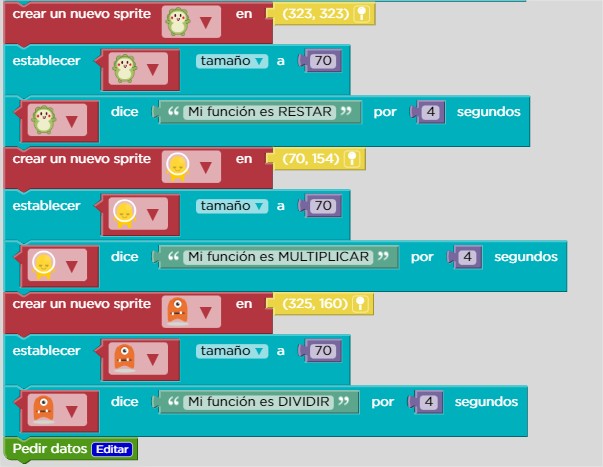 crear un nuevo sprite en (323, 323)
establecer tamaño a 70
dice “ Mi función es RESTAR ” por 4 segundos
crear un nuevo sprite en (70, 154)
establecer tamaño a 70
dice “ Mi función es MULTIPLICAR ” por 4 segundos
crear un nuevo sprite en (325, 160)
establecer tamaño a 70
dice “ Mi función es DIVIDIR ” por 4 segundos
Pedir datos Editar